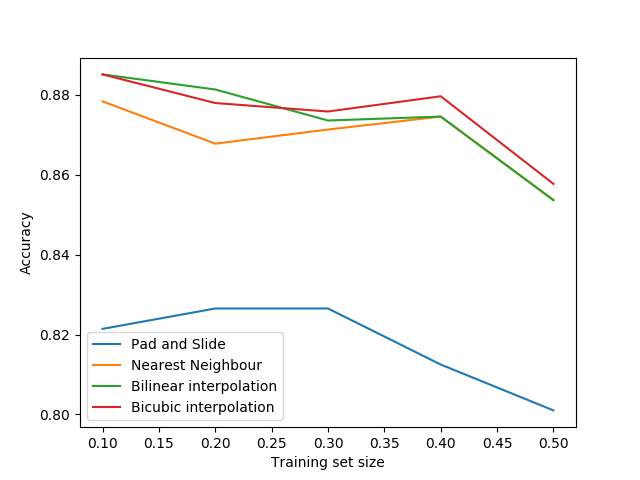 Accuracy
0.88
0.86
0.84
0.82
0.80
Pad and Slide
Nearest Neighbour
Bilinear interpolation
Bicubic interpolation
0.10 0.15 0.20 0.25 0.30 0.35 0.40 0.45 0.50
Training set size